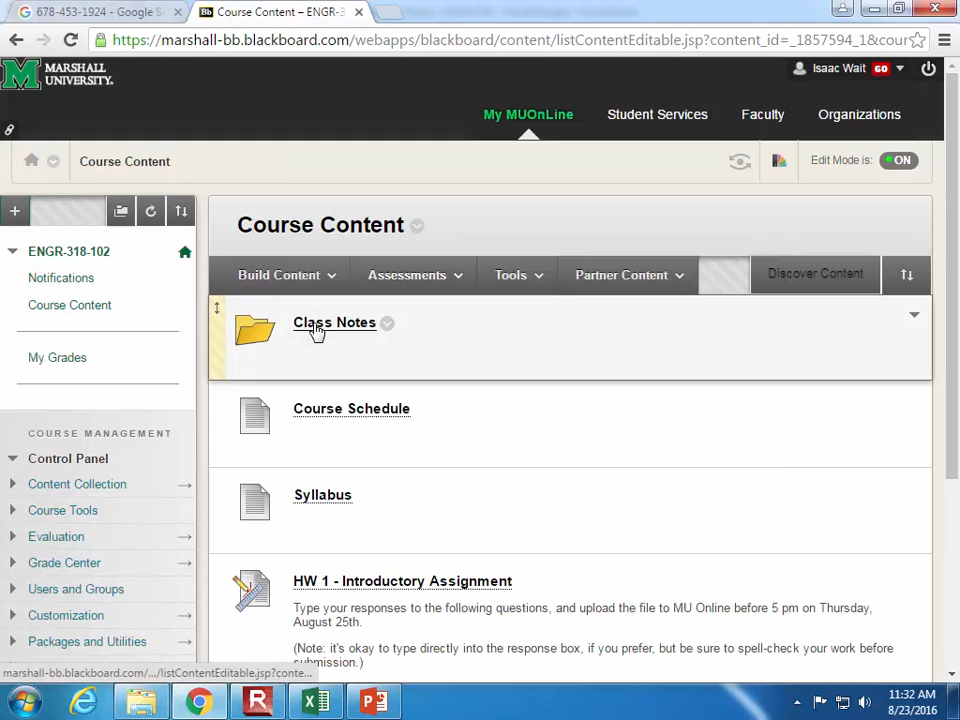 678-453-1924 - Google S
Bb Course Content – ENGR-3
https://marshall-bb.blackboard.com/webapps/blackboard/content/listContentEditable.jsp?content_id=_1857594_1&cour
M MARSHALL UNIVERSITY.
Isaac Wait 60
My MUOnLine Student Services Faculty Organizations
Course Content
Edit Mode is: ON
ENGR-318-102
Notifications
Course Content
My Grades
COURSE MANAGEMENT
Control Panel
Content Collection
Course Tools
Evaluation
Grade Center
Users and Groups
Customization
Packages and Utilities
Course Content
Build Content Assessments Tools Partner Content Discover Content
Class Notes
Course Schedule
Syllabus
HW 1 - Introductory Assignment
Type your responses to the following questions, and upload the file to MU Online before 5 pm on Thursday,
August 25th.
(Note: it's okay to type directly into the response box, if you prefer, but be sure to spell-check your work before
submission.)
marshall-bb.blackboard.com/.../listContentEditable.jsp?conte...
11:32 AM
8/23/2016